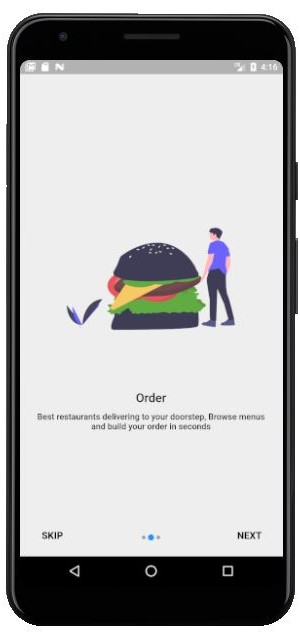 4:16
Order
Best restaurants delivering to your doorstep, Browse menus
and build your order in seconds
SKIP
NEXT